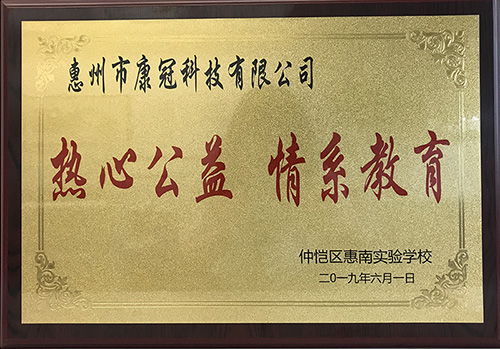 惠州市康冠科技有限公司
热心公益 情系教育
仲恺区惠南实验学校
二0一九年六月一日